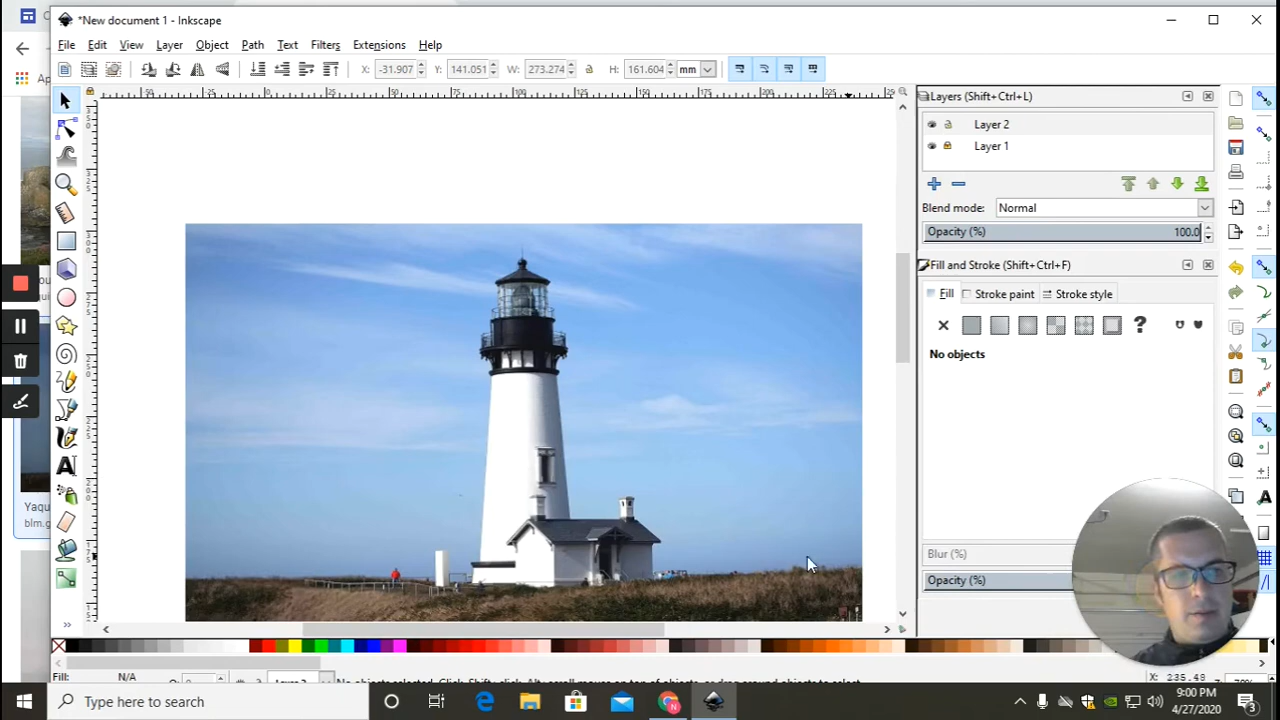 *New document 1 - Inkscape
File Edit View Layer Object Path Text Filters Extensions Help
X: -31.907 Y: 141.051 W: 273.274 H: 161.604 mm
Layers (Shift+Ctrl+L)
Layer 2
Layer 1
Blend mode: Normal
Opacity (%) 100.0
Fill and Stroke (Shift+Ctrl+F)
Fill Stroke paint Stroke style
No objects
Blur (%)
Opacity (%)
Yaqu
blm.g
Fill: N/A
Type here to search
9:00 PM
4/27/2020